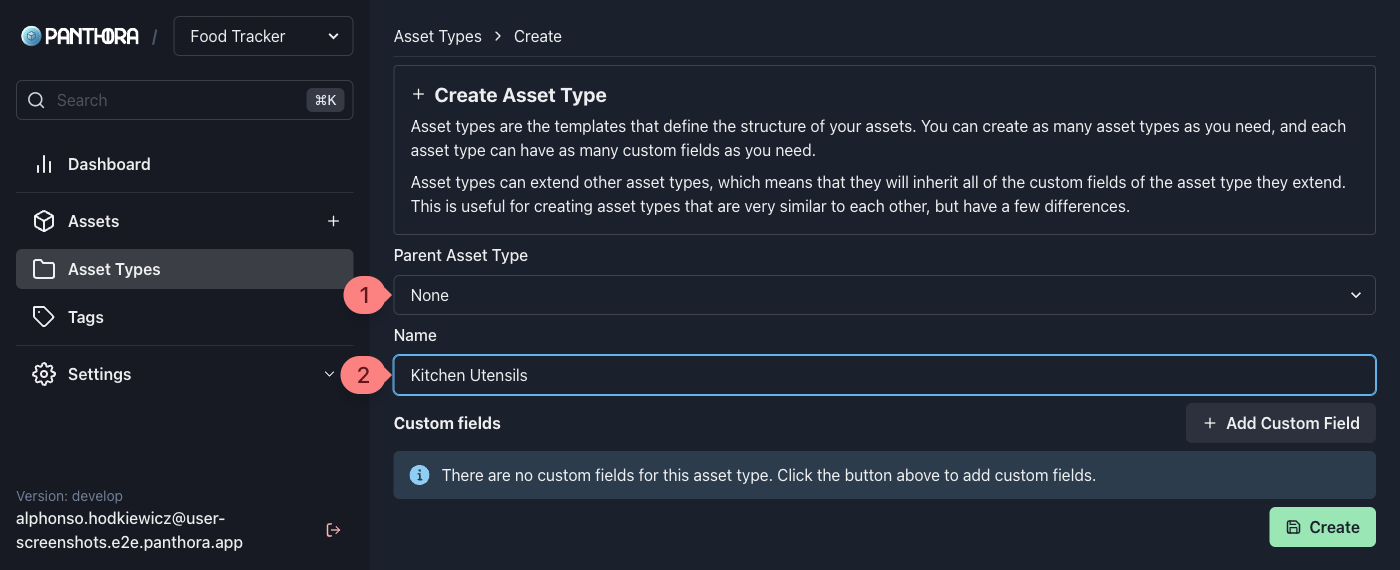 PANTHORA / Food Tracker
Search ⌘K
Dashboard
Assets +
Asset Types
Tags
Settings
Version: develop
alphonso.hodkiewicz@user-
screenshots.e2e.panthora.app
Asset Types > Create
+ Create Asset Type
Asset types are the templates that define the structure of your assets. You can create as many asset types as you need, and each
asset type can have as many custom fields as you need.
Asset types can extend other asset types, which means that they will inherit all of the custom fields of the asset type they extend.
This is useful for creating asset types that are very similar to each other, but have a few differences.
Parent Asset Type
1 None
Name
2 Kitchen Utensils
Custom fields + Add Custom Field
There are no custom fields for this asset type. Click the button above to add custom fields.
Create